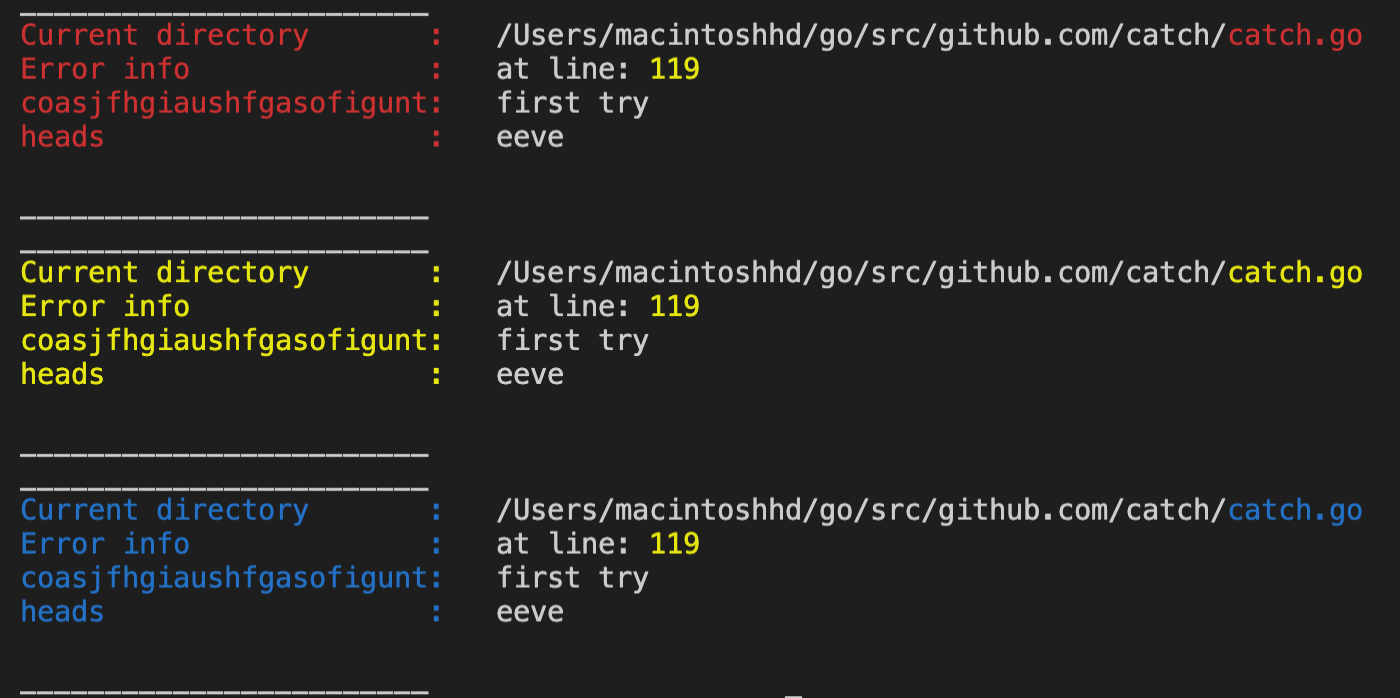 ________________________
Current directory       :   /Users/macintoshhd/go/src/github.com/catch/catch.go
Error info              :   at line: 119
coasjfhgiaushfgasofigunt:   first try
heads                   :   eeve
________________________
________________________
Current directory       :   /Users/macintoshhd/go/src/github.com/catch/catch.go
Error info              :   at line: 119
coasjfhgiaushfgasofigunt:   first try
heads                   :   eeve
________________________
________________________
Current directory       :   /Users/macintoshhd/go/src/github.com/catch/catch.go
Error info              :   at line: 119
coasjfhgiaushfgasofigunt:   first try
heads                   :   eeve
________________________